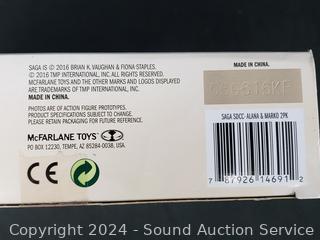 SAGA IS © 2016 BRIAN K. VAUGHAN & FIONA STAPLES.
© 2016 TMP INTERNATIONAL, INC. ALL RIGHTS RESERVED.
MCFARLANE TOYS AND THE OTHER MARKS AND LOGOS DISPLAYED
ARE TRADEMARKS OF TMP INTERNATIONAL, INC.
MADE IN CHINA.
PHOTOS ARE OF ACTION FIGURE PROTOTYPES.
PRODUCT SPECIFICATIONS SUBJECT TO CHANGE.
PLEASE RETAIN PACKAGING FOR FUTURE REFERENCE.
McFARLANE TOYS
PO BOX 12230, TEMPE, AZ 85284-0038, USA
CE
MADE IN CHINA.
SAGA SDCC-ALANA & MARKO 2PK
7 87926 14691 2
Copyright 2024 - Sound Auction Service